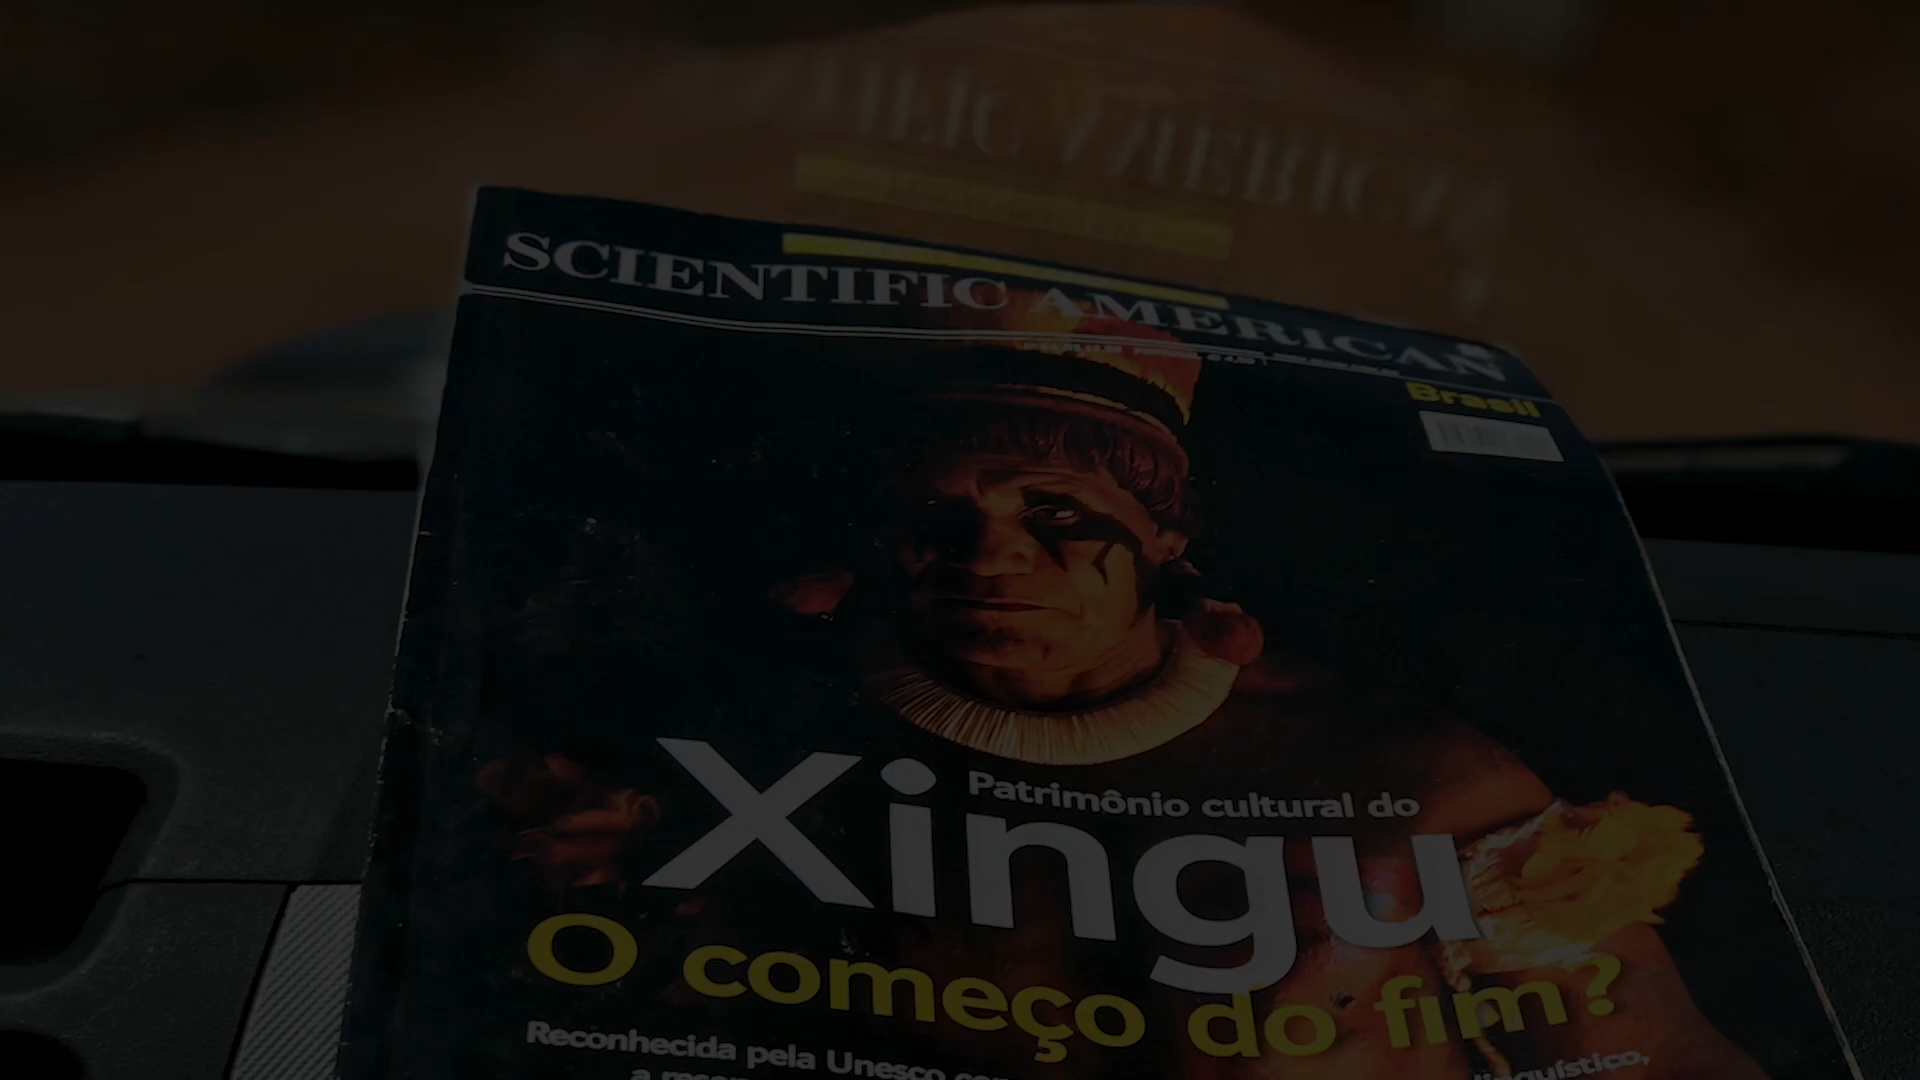 SCIENTIFIC AMERICAN
Brasil
Patrimônio cultural do
Xingu
O começo do fim?
Reconhecida pela Unesco linguístico,
a